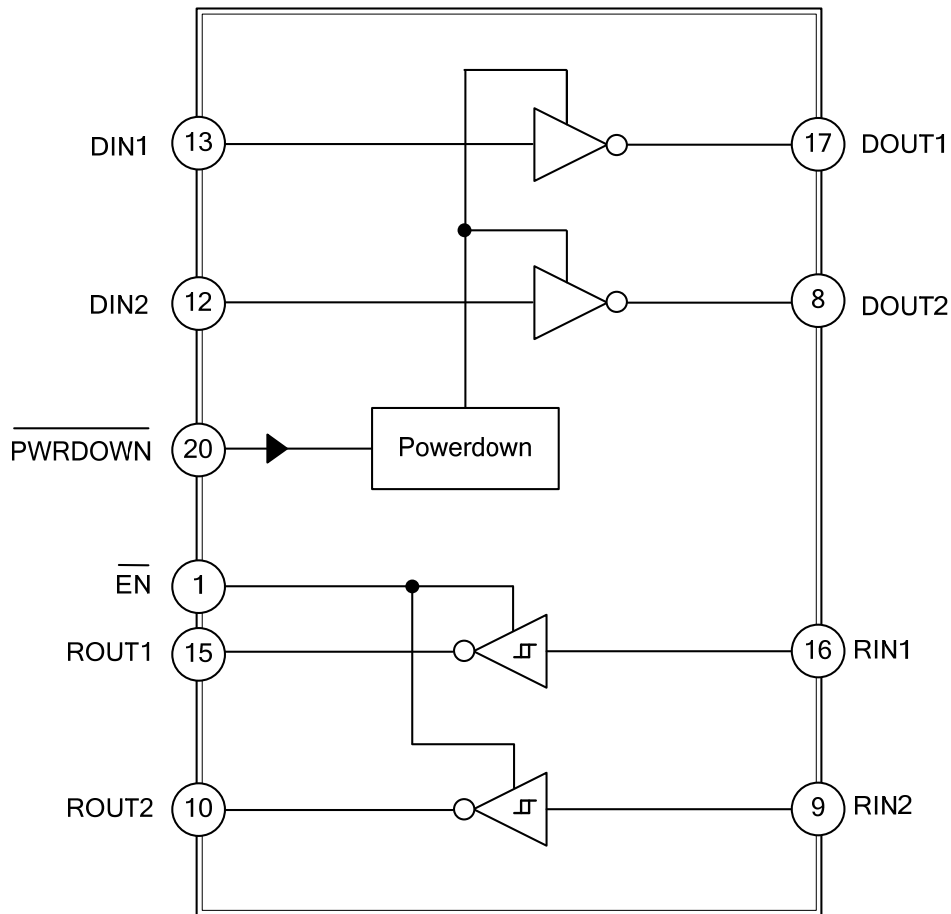 DIN1 13 17 DOUT1
DIN2 12 8 DOUT2
PWRDOWN 20 Powerdown
EN 1
ROUT1 15 16 RIN1
ROUT2 10 9 RIN2